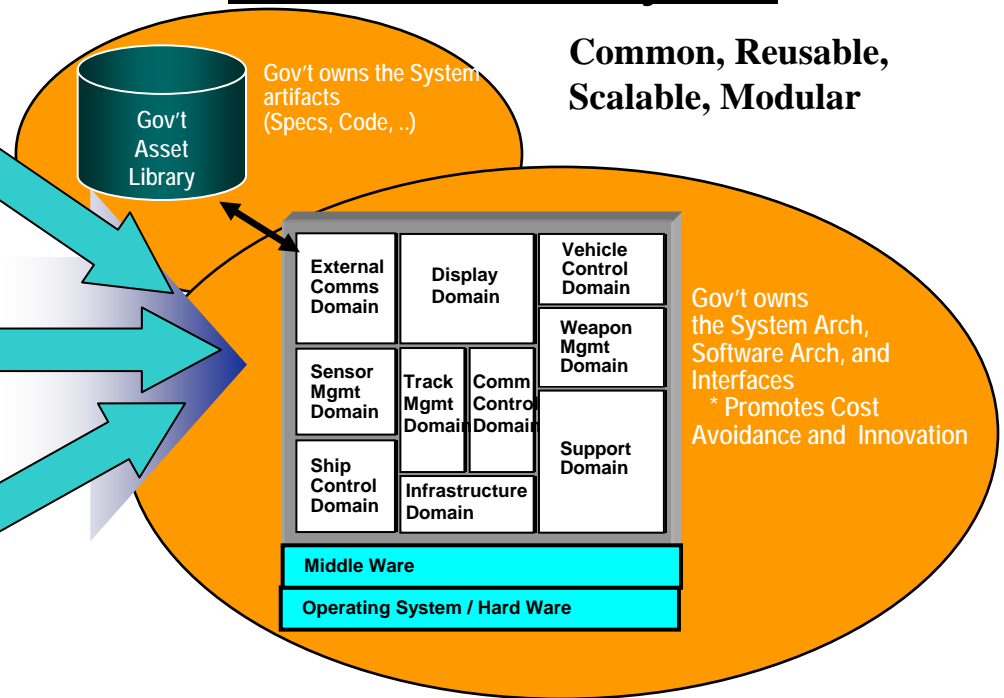 Common, Reusable,
Scalable, Modular
Gov't owns the System
artifacts
(Specs, Code, ..)
Gov't
Asset
Library
External
Comms
Domain
Display
Domain
Vehicle
Control
Domain
Weapon
Mgmt
Domain
Sensor
Mgmt
Domain
Track
Mgmt
Domain
Comm
Control
Domain
Support
Domain
Ship
Control
Domain
Infrastructure
Domain
Gov't owns
the System Arch,
Software Arch, and
Interfaces
* Promotes Cost
Avoidance and Innovation
Middle Ware
Operating System / Hard Ware